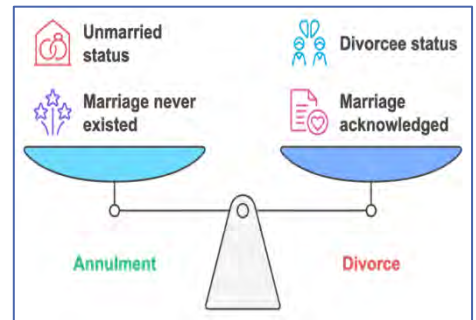 Unmarried
status
Divorcee status
Marriage never
existed
Marriage
acknowledged
Annulment
Divorce